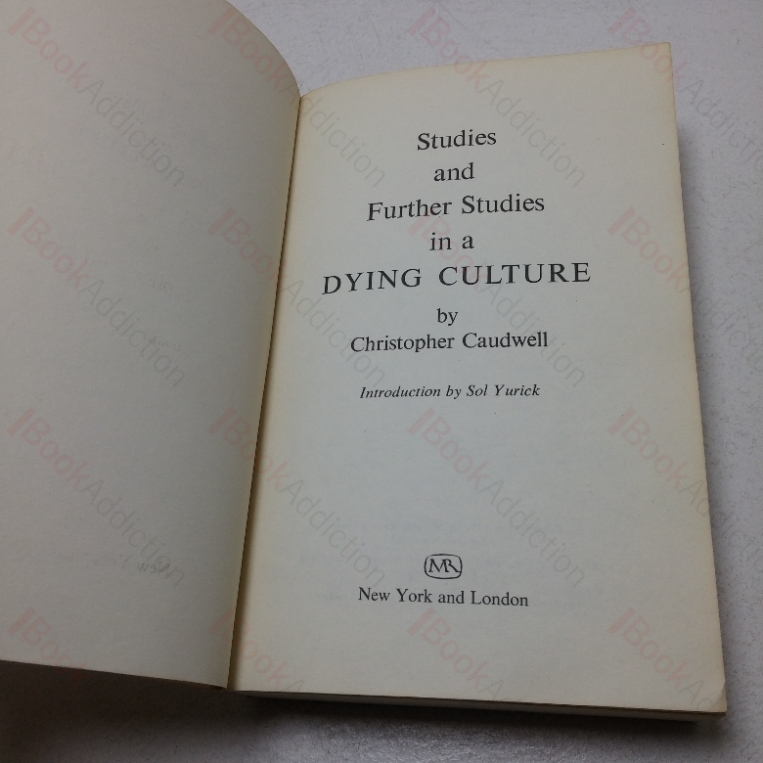 Studies
and
Further Studies
in a
DYING CULTURE
by
Christopher Caudwell
Introduction by Sol Yurick
MR
New York and London
BookAddiction